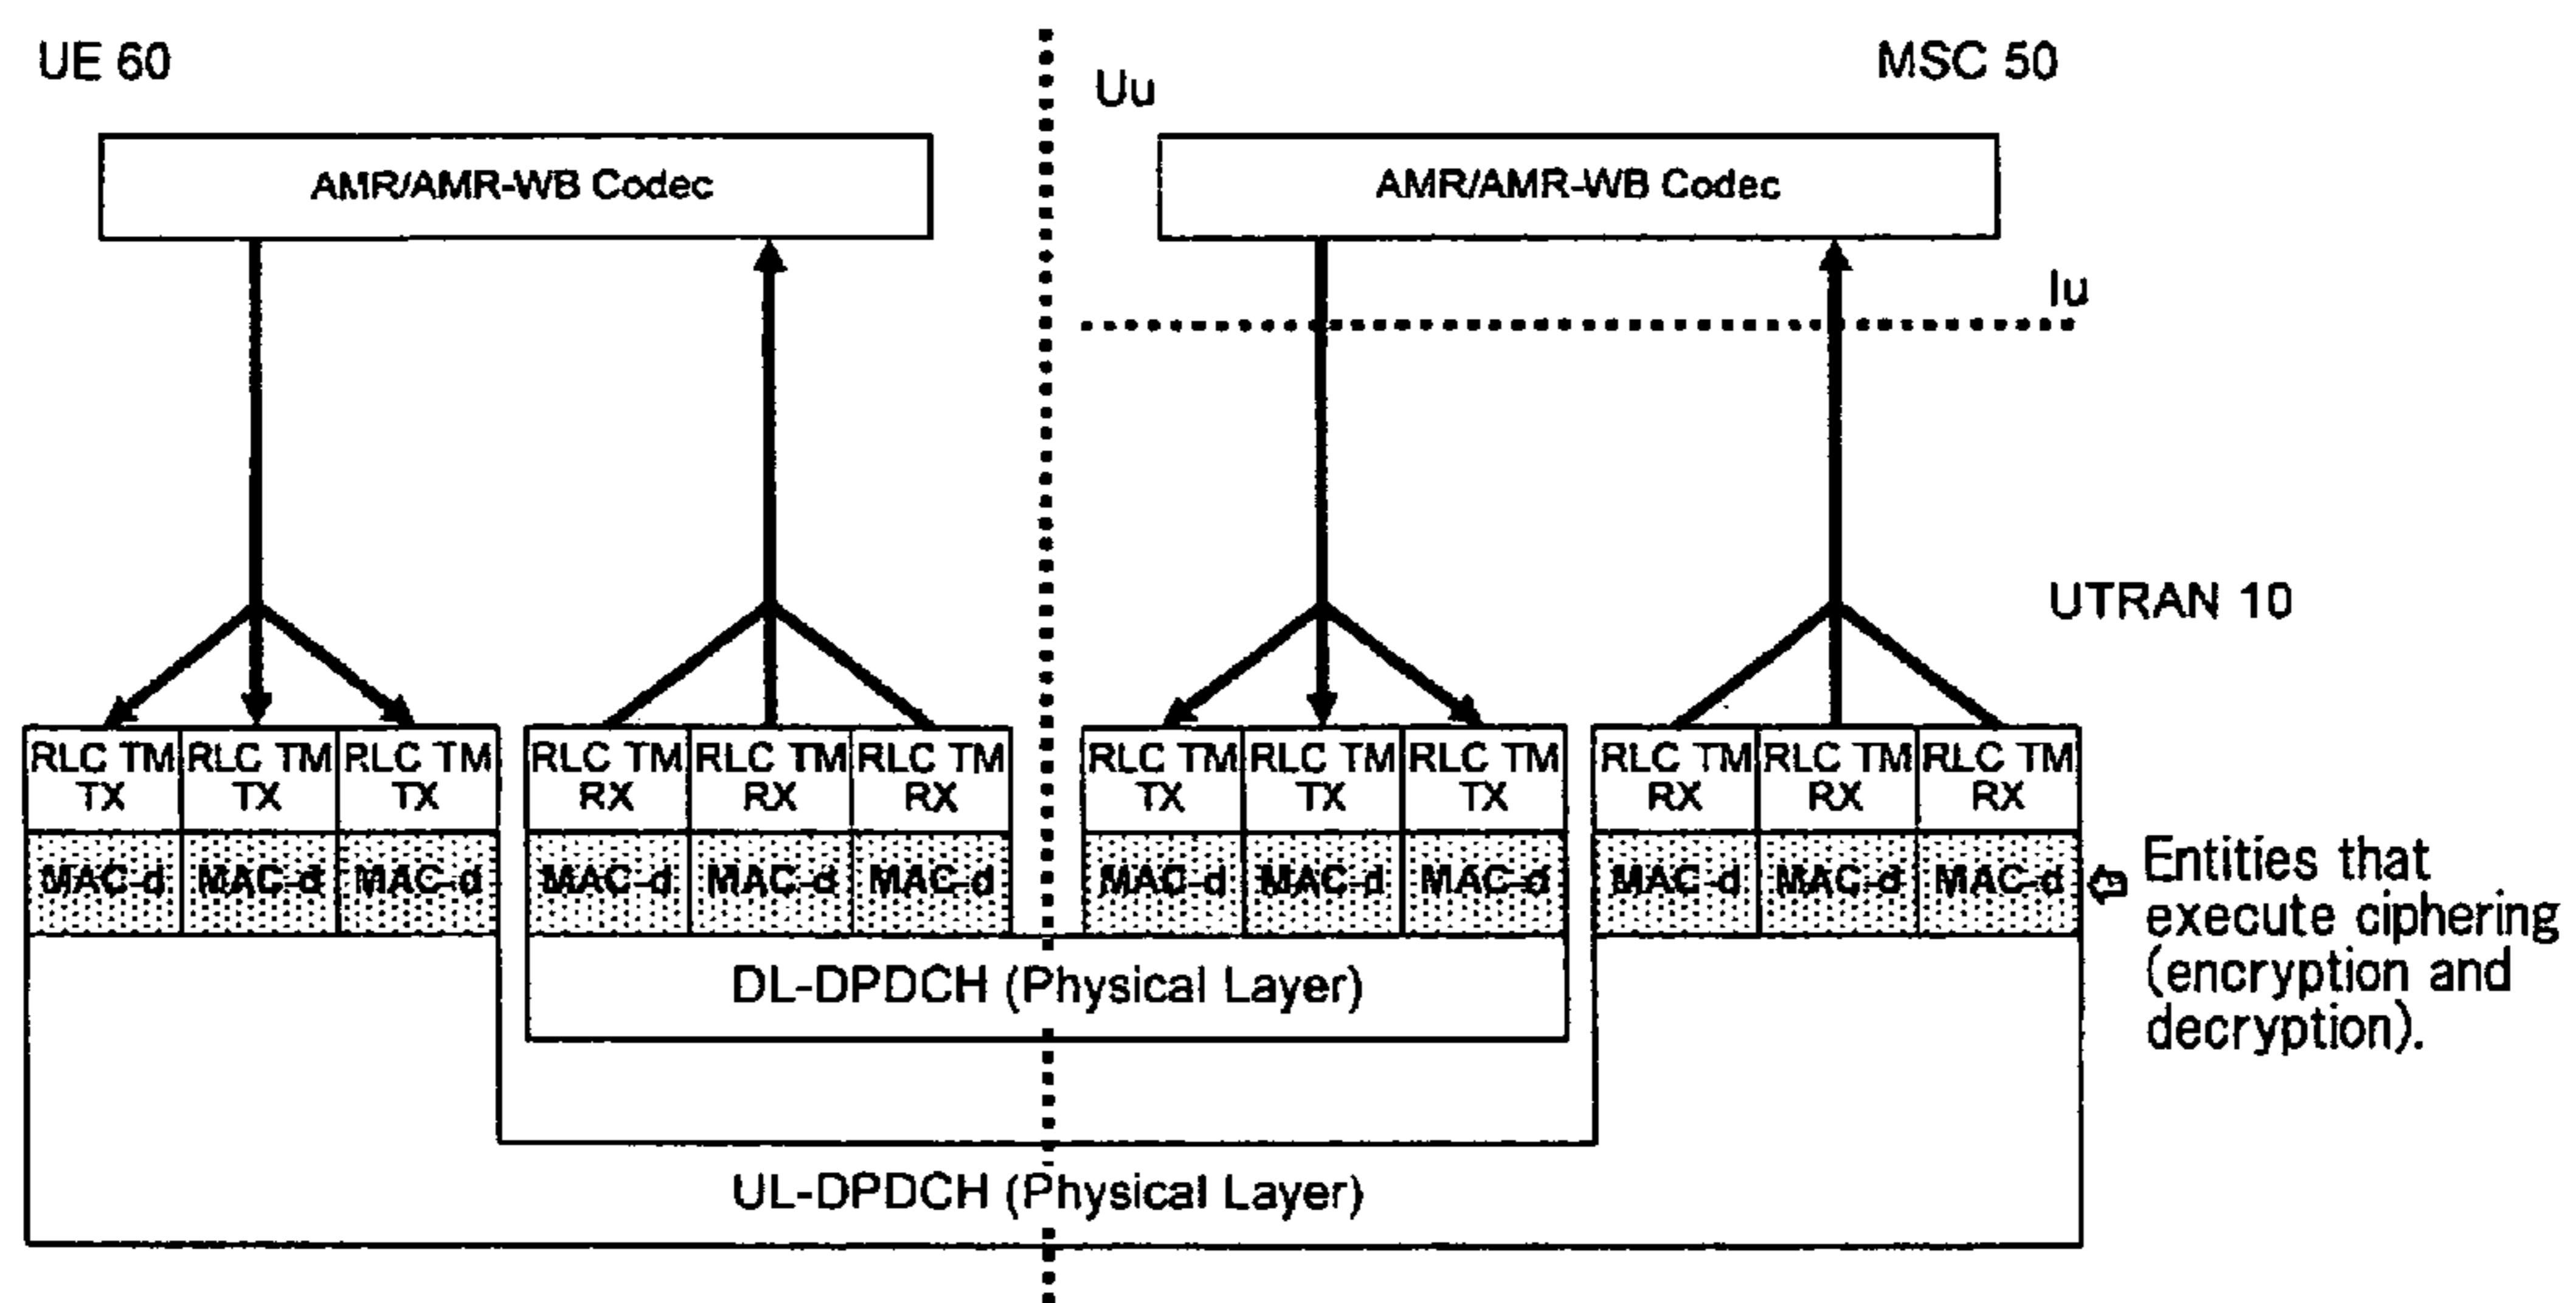 UE 60
Uu
MSC 50
AMR/AMR-WB Codec
AMR/AMR-WB Codec
Iu
UTRAN 10
RLC TM RLC TM RLC TM RLC TM RLC TM RLC TM RLC TM RLC TM RLC TM RLC TM RLC TM RLC TM
TX TX TX RX RX RX TX TX TX RX RX RX
MAC-d MAC-d MAC-d MAC-d MAC-d MAC-d MAC-d MAC-d MAC-d MAC-d MAC-d MAC-d
Entities that
execute ciphering
(encryption and
decryption).
DL-DPDCH (Physical Layer)
UL-DPDCH (Physical Layer)